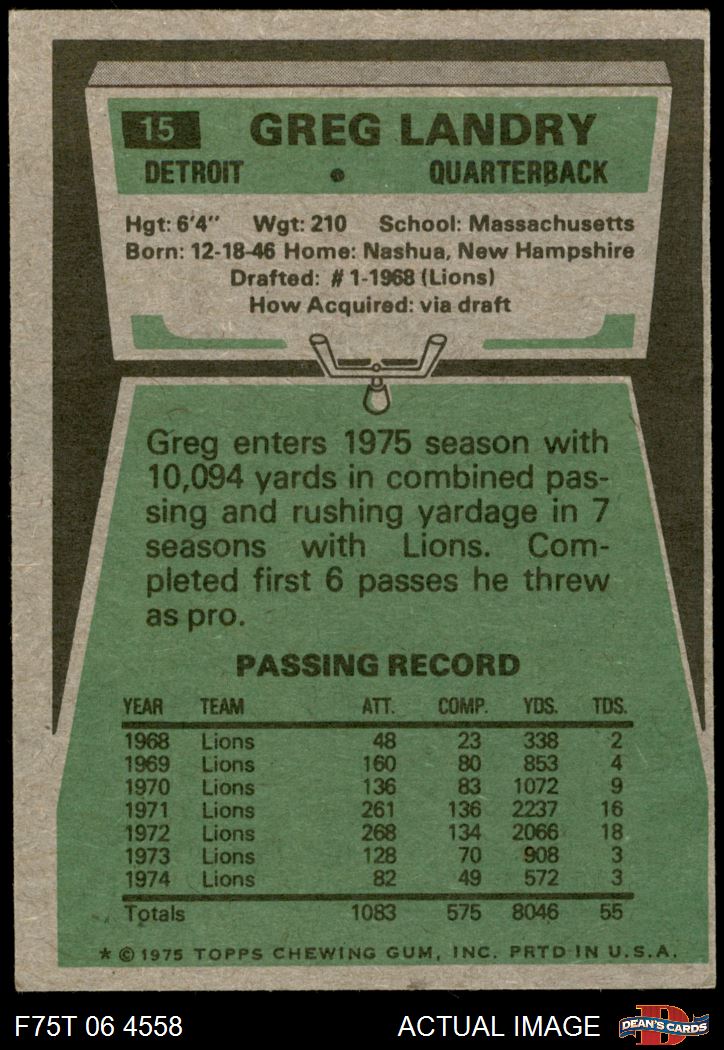 15 GREG LANDRY
DETROIT • QUARTERBACK
Hgt: 6'4" Wgt: 210 School: Massachusetts
Born: 12-18-46 Home: Nashua, New Hampshire
Drafted: #1-1968 (Lions)
How Acquired: via draft
Greg enters 1975 season with
10,094 yards in combined pas-
sing and rushing yardage in 7
seasons with Lions. Com-
pleted first 6 passes he threw
as pro.
PASSING RECORD
YEAR TEAM ATT. COMP. YDS. TDS.
1968 Lions 48 23 338 2
1969 Lions 160 80 853 4
1970 Lions 136 83 1072 9
1971 Lions 261 136 2237 16
1972 Lions 268 134 2066 18
1973 Lions 128 70 908 3
1974 Lions 82 49 572 3
Totals 1083 575 8046 55
* © 1975 TOPPS CHEWING GUM, INC. PRTD IN U.S.A.
F75T 06 4558 ACTUAL IMAGE D DEAN'S CARDS